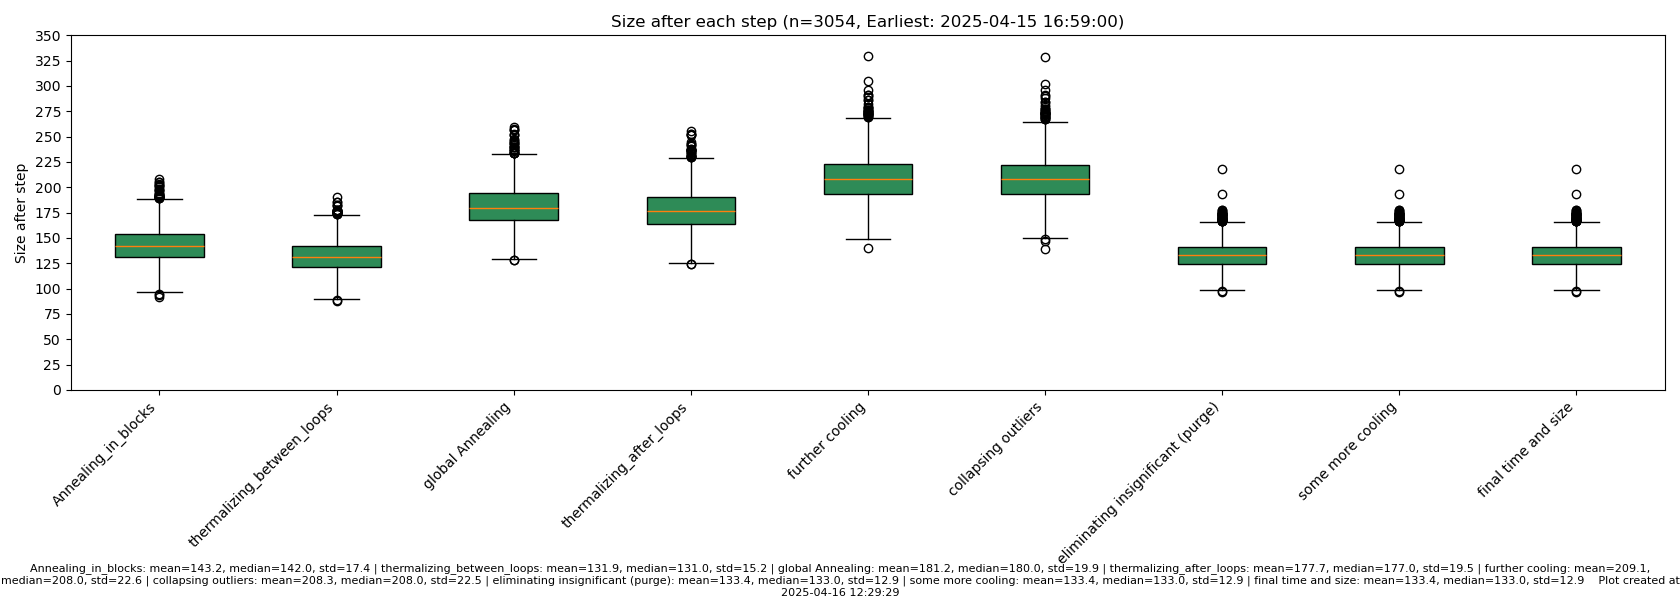 Size after each step (n=3054, Earliest: 2025-04-15 16:59:00)
350
325
300
275
250
225
200
175
150
125
100
75
50
25
0
Size after step
Annealing_in_blocks
thermalizing_between_loops
global Annealing
thermalizing_after_loops
further cooling
collapsing outliers
eliminating insignificant (purge)
some more cooling
final time and size
Annealing_in_blocks: mean=143.2, median=142.0, std=17.4 | thermalizing_between_loops: mean=131.9, median=131.0, std=15.2 | global Annealing: mean=181.2, median=180.0, std=19.9 | thermalizing_after_loops: mean=177.7, median=177.0, std=19.5 | further cooling: mean=209.1,
median=208.0, std=22.6 | collapsing outliers: mean=208.3, median=208.0, std=22.5 | eliminating insignificant (purge): mean=133.4, median=133.0, std=12.9 | some more cooling: mean=133.4, median=133.0, std=12.9 | final time and size: mean=133.4, median=133.0, std=12.9 Plot created at
2025-04-16 12:29:29